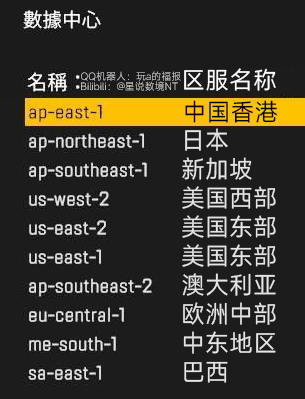 數據中心
名稱 •QQ机器人：玩a的福报 区服名称
•Bilibili：@星说数境NT
ap-east-1 中国香港
ap-northeast-1 日本
ap-southeast-1 新加坡
us-west-2 美国西部
us-east-2 美国东部
us-east-1 美国东部
ap-southeast-2 澳大利亚
eu-central-1 欧洲中部
me-south-1 中东地区
sa-east-1 巴西